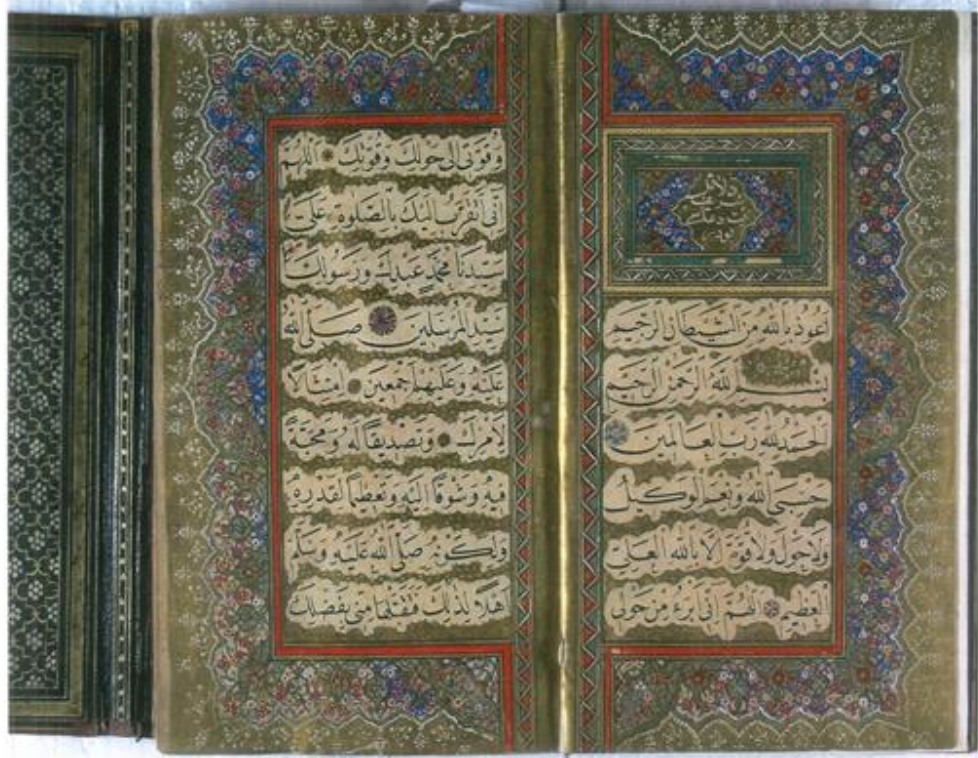 اعوذ بالله من الشيطان الرجيم
بسم الله الرحمن الرحيم
الحمد لله رب العالمين
حسبي الله ونعم الوكيل
ولا حول ولا قوة الا بالله العلي
العظيم اللهم اني ابرء من حولي
وقوتي الى حولك وقوتك اللهم
اني اتقرب اليك بالصلوة على
سيدنا محمد عبدك ورسولك
سيد المرسلين صلى الله
عليه وعليهم اجمعين امتثالا
لامرك وتصديقا له ومحبة
فيه وشوقا اليه وتعظيما لقدره
ولكونه صلى الله عليه وسلم
اهلا لذلك فتقبلها مني بفضلك